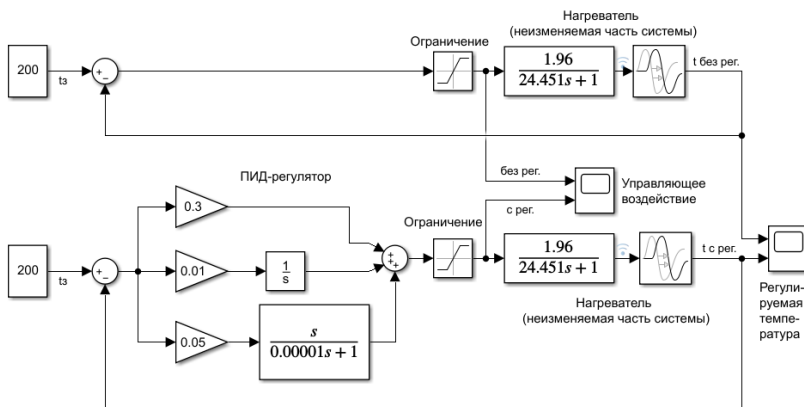 Нагреватель
(неизменяемая часть системы)
Ограничение
200
tз
+
−
1.96
24.451s + 1
t без рег.
ПИД-регулятор
без рег.
Управляющее
воздействие
с рег.
0.3
Ограничение
200
tз
+
−
0.01
1
s
+
+
+
1.96
24.451s + 1
t с рег.
0.05
s
0.00001s + 1
Нагреватель
(неизменяемая часть системы)
Регули-
руемая
темпе-
ратура